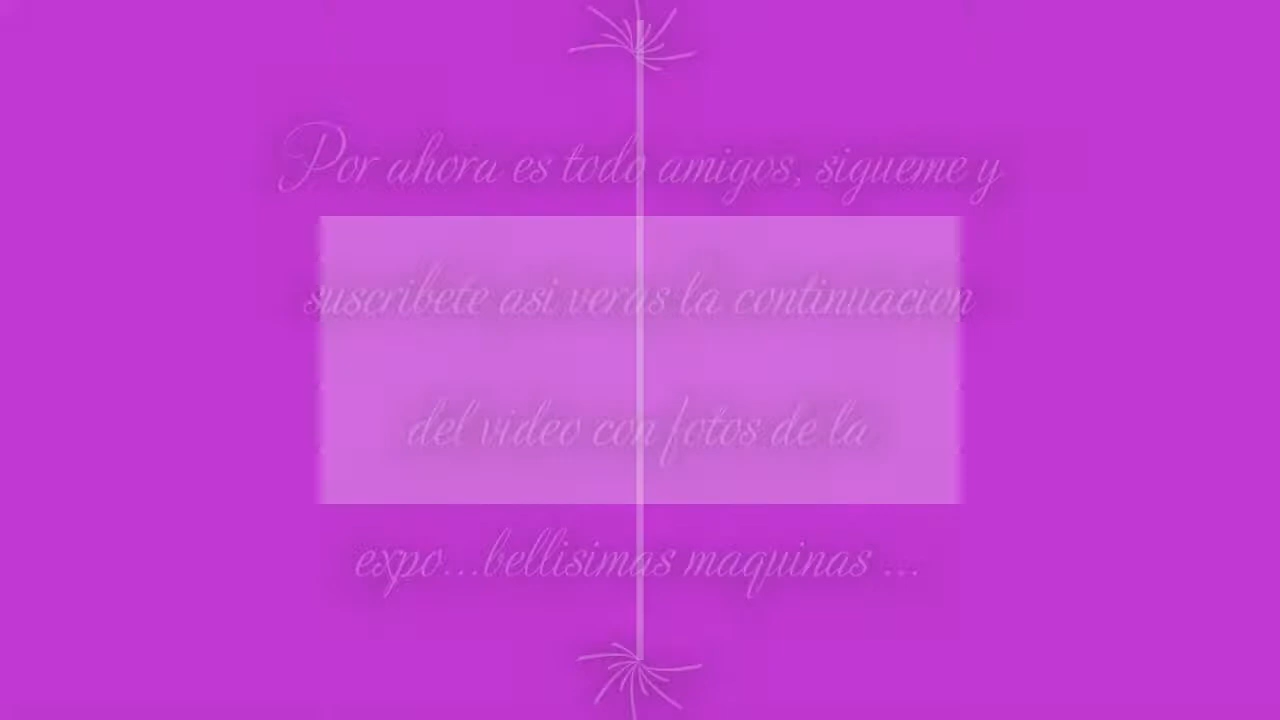 Por ahora es todo amigos, sigueme y
suscribete asi veras la continuacion
del video con fotos de la
expo...bellisimas maquinas ...